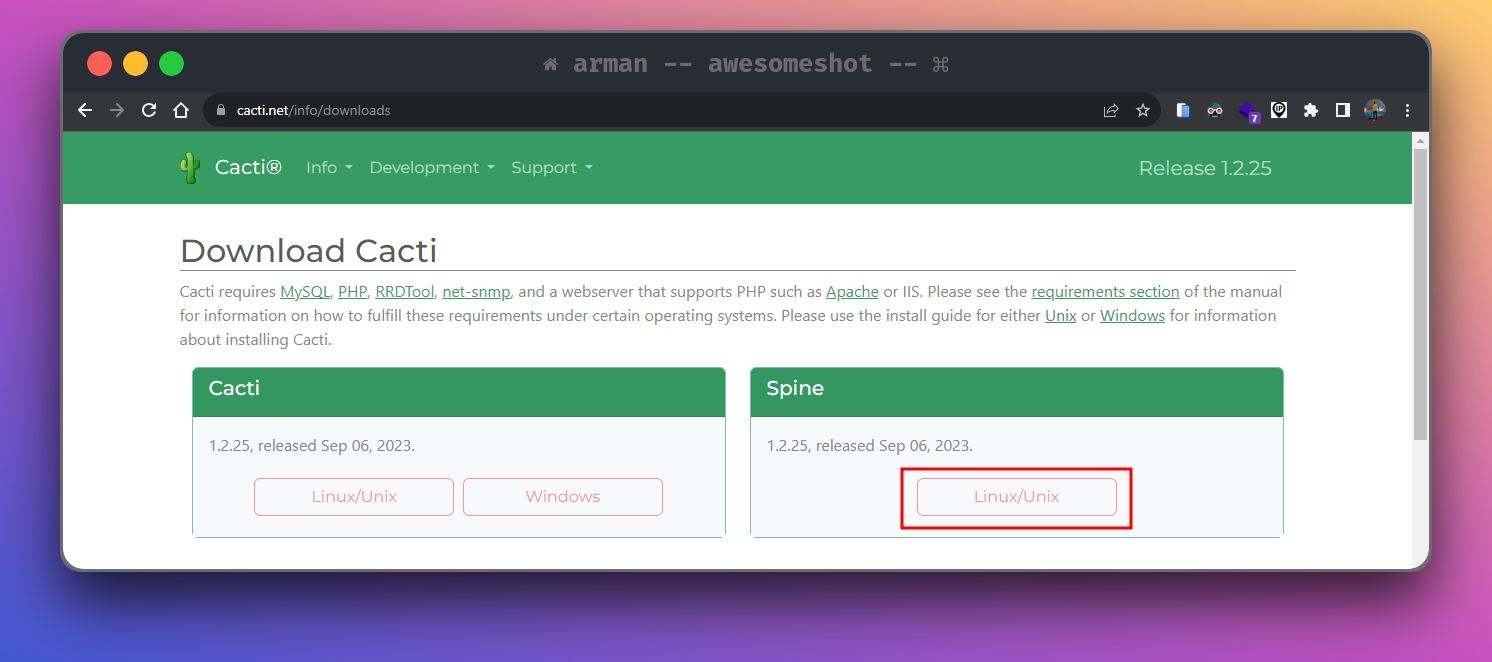 arman -- awesomeshot -- ⌘
cacti.net/info/downloads
7
Cacti® Info Development Support Release 1.2.25
Download Cacti
Cacti requires MySQL, PHP, RRDTool, net-snmp, and a webserver that supports PHP such as Apache or IIS. Please see the requirements section of the manual
for information on how to fulfill these requirements under certain operating systems. Please use the install guide for either Unix or Windows for information
about installing Cacti.
Cacti
1.2.25, released Sep 06, 2023.
Linux/Unix Windows
Spine
1.2.25, released Sep 06, 2023.
Linux/Unix